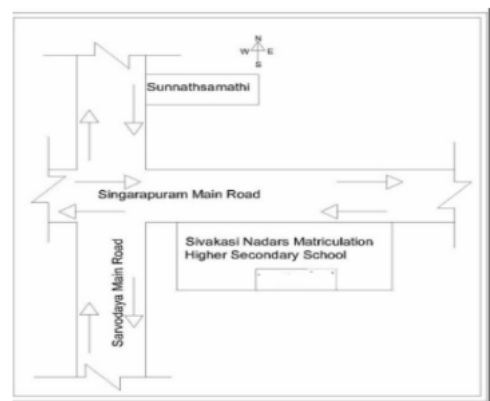 N
W E
S
Sunnathsamathi
Singarapuram Main Road
Sivakasi Nadars Matriculation
Higher Secondary School
Sarvodaya Main Road